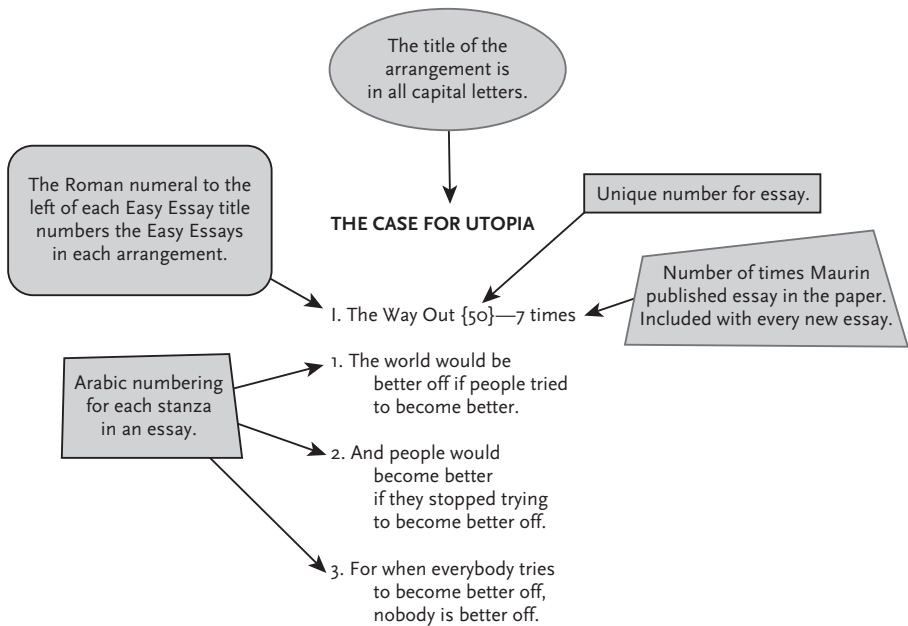 The title of the
arrangement is
in all capital letters.
The Roman numeral to the
left of each Easy Essay title
numbers the Easy Essays
in each arrangement.
Unique number for essay.
THE CASE FOR UTOPIA
Number of times Maurin
published essay in the paper.
Included with every new essay.
I. The Way Out {50}—7 times
Arabic numbering
for each stanza
in an essay.
1. The world would be
better off if people tried
to become better.
2. And people would
become better
if they stopped trying
to become better off.
3. For when everybody tries
to become better off,
nobody is better off.